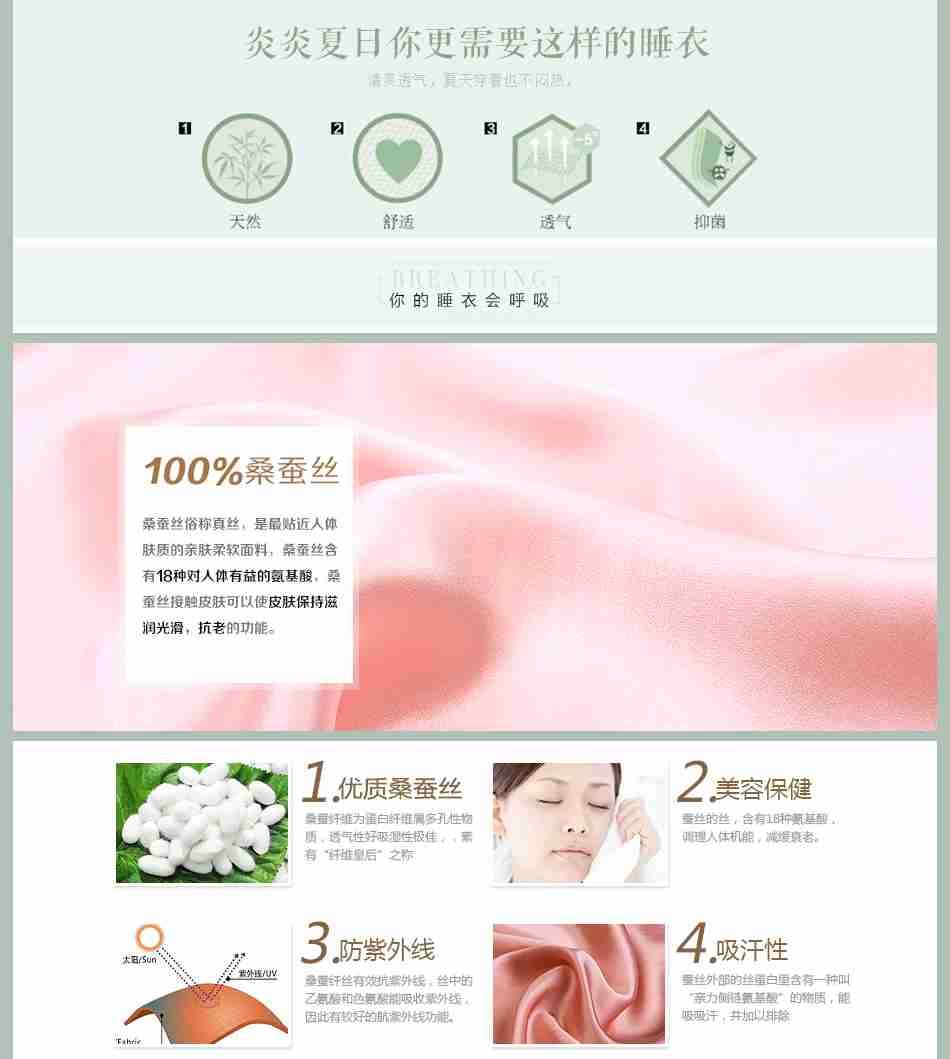 炎炎夏日你更需要这样的睡衣
清爽透气，夏天穿着也不闷热。
1
2
3
-5°
4
天然
舒适
透气
抑菌
BREATHING
你的睡衣会呼吸
100%桑蚕丝
桑蚕丝俗称真丝，是最贴近人体
肤质的亲肤柔软面料，桑蚕丝含
有18种对人体有益的氨基酸，桑
蚕丝接触皮肤可以使皮肤保持滋
润光滑，抗老的功能。
1.优质桑蚕丝
桑蚕纤维为蛋白纤维属多孔性物
质，透气性好吸湿性极佳，，素
有“纤维皇后”之称
2.美容保健
蚕丝的丝，含有18种氨基酸，
调理人体机能，减缓衰老。
太阳/Sun
紫外线/UV
Fabric
3.防紫外线
桑蚕纤丝有效抗紫外线，丝中的
乙氨酸和色氨酸能吸收紫外线，
因此有较好的航紫外线功能。
4.吸汗性
蚕丝外部的丝蛋白里含有一种叫
“亲力侧链氨基酸”的物质，能
吸吸汗，并加以排除